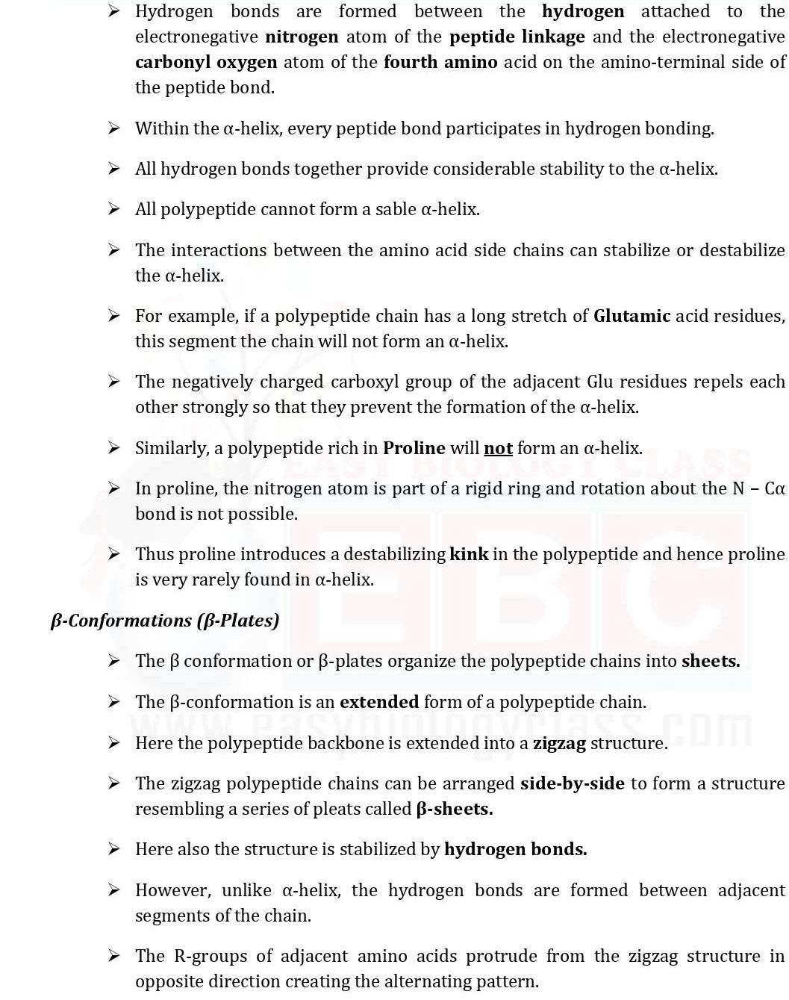 ➢ Hydrogen bonds are formed between the hydrogen attached to the
electronegative nitrogen atom of the peptide linkage and the electronegative
carbonyl oxygen atom of the fourth amino acid on the amino-terminal side of
the peptide bond.
➢ Within the α-helix, every peptide bond participates in hydrogen bonding.
➢ All hydrogen bonds together provide considerable stability to the α-helix.
➢ All polypeptide cannot form a sable α-helix.
➢ The interactions between the amino acid side chains can stabilize or destabilize
the α-helix.
➢ For example, if a polypeptide chain has a long stretch of Glutamic acid residues,
this segment the chain will not form an α-helix.
➢ The negatively charged carboxyl group of the adjacent Glu residues repels each
other strongly so that they prevent the formation of the α-helix.
➢ Similarly, a polypeptide rich in Proline will not form an α-helix.
EASY BIOLOGY CLASS
➢ In proline, the nitrogen atom is part of a rigid ring and rotation about the N – Cα
bond is not possible.
➢ Thus proline introduces a destabilizing kink in the polypeptide and hence proline
is very rarely found in α-helix.
EBC
β-Conformations (β-Plates)
➢ The β conformation or β-plates organize the polypeptide chains into sheets.
➢ The β-conformation is an extended form of a polypeptide chain.
www.easybiologyclass.com
➢ Here the polypeptide backbone is extended into a zigzag structure.
➢ The zigzag polypeptide chains can be arranged side-by-side to form a structure
resembling a series of pleats called β-sheets.
➢ Here also the structure is stabilized by hydrogen bonds.
➢ However, unlike α-helix, the hydrogen bonds are formed between adjacent
segments of the chain.
➢ The R-groups of adjacent amino acids protrude from the zigzag structure in
opposite direction creating the alternating pattern.